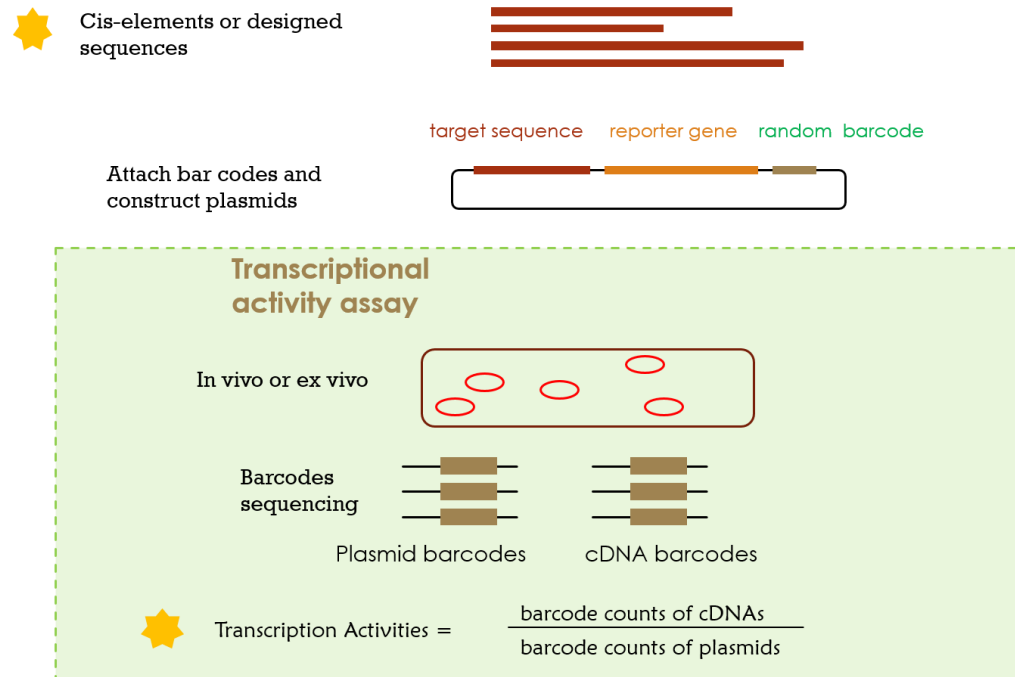 Cis-elements or designed
sequences
target sequence
reporter gene
random barcode
Attach bar codes and
construct plasmids
Transcriptional
activity assay
In vivo or ex vivo
Barcodes
sequencing
Plasmid barcodes
cDNA barcodes
Transcription Activities =
barcode counts of cDNAs
barcode counts of plasmids